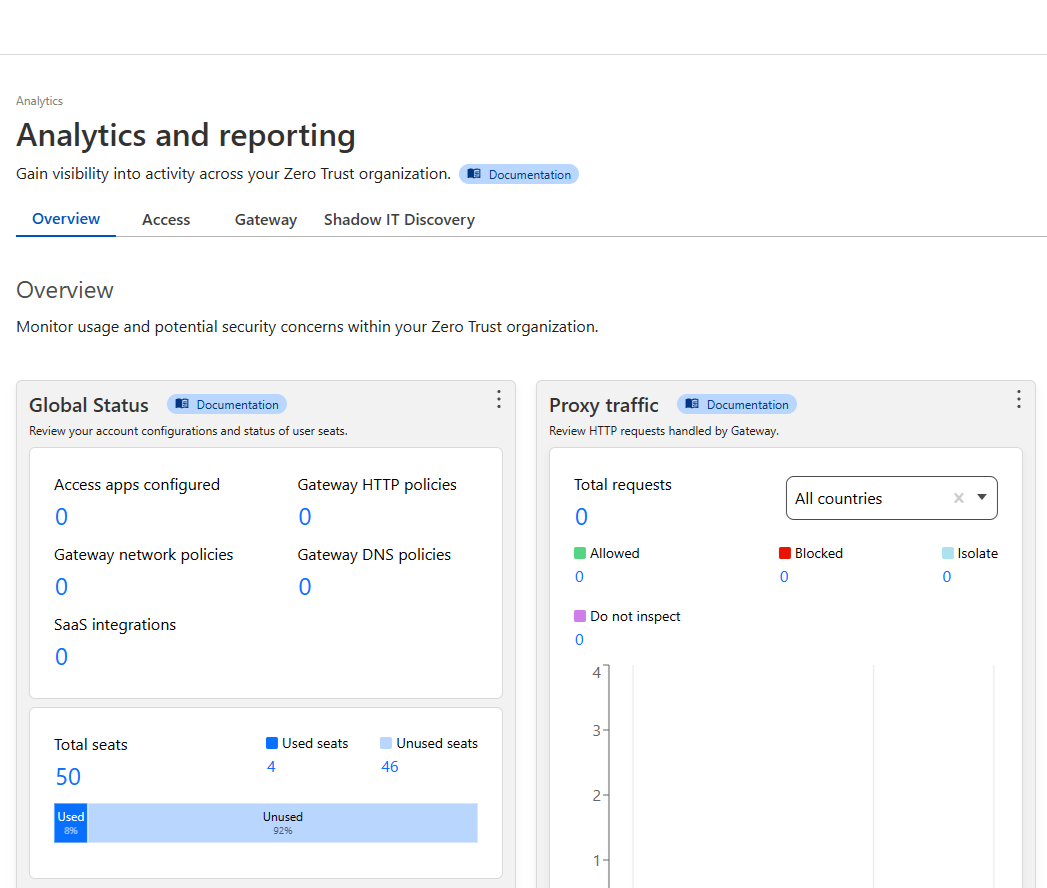 Analytics
Analytics and reporting
Gain visibility into activity across your Zero Trust organization. Documentation
Overview Access Gateway Shadow IT Discovery
Overview
Monitor usage and potential security concerns within your Zero Trust organization.
Global Status Documentation
Review your account configurations and status of user seats.
Access apps configured Gateway HTTP policies
0 0
Gateway network policies Gateway DNS policies
0 0
SaaS integrations
0
Total seats Used seats Unused seats
50 4 46
Used Unused
8% 92%
Proxy traffic Documentation
Review HTTP requests handled by Gateway.
Total requests All countries
0
Allowed Blocked Isolate
0 0 0
Do not inspect
0
4
3
2
1